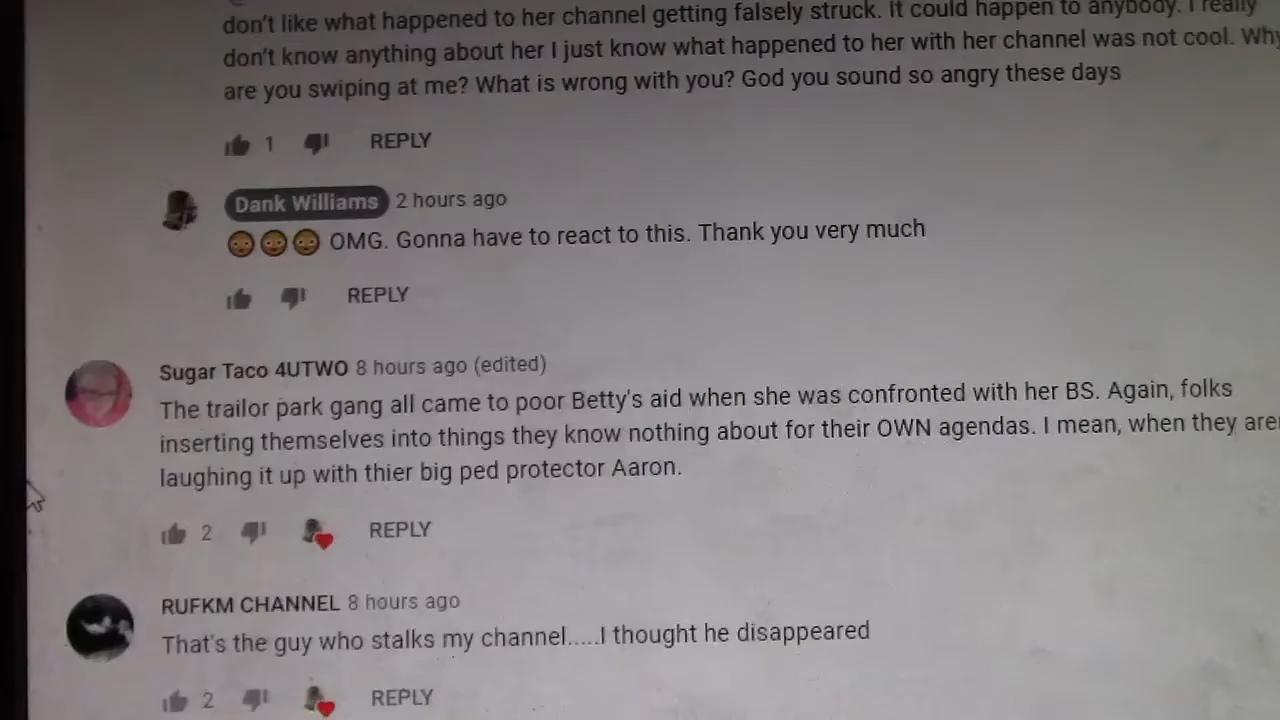 don't like what happened to her channel getting falsely struck. It could happen to anybody. I really
don't know anything about her I just know what happened to her with her channel was not cool. Why
are you swiping at me? What is wrong with you? God you sound so angry these days
1 REPLY
Dank Williams 2 hours ago
😳😳😳 OMG. Gonna have to react to this. Thank you very much
REPLY
Sugar Taco 4UTWO 8 hours ago (edited)
The trailor park gang all came to poor Betty's aid when she was confronted with her BS. Again, folks
inserting themselves into things they know nothing about for their OWN agendas. I mean, when they are
laughing it up with thier big ped protector Aaron.
2 REPLY
RUFKM CHANNEL 8 hours ago
That's the guy who stalks my channel.....I thought he disappeared
2 REPLY